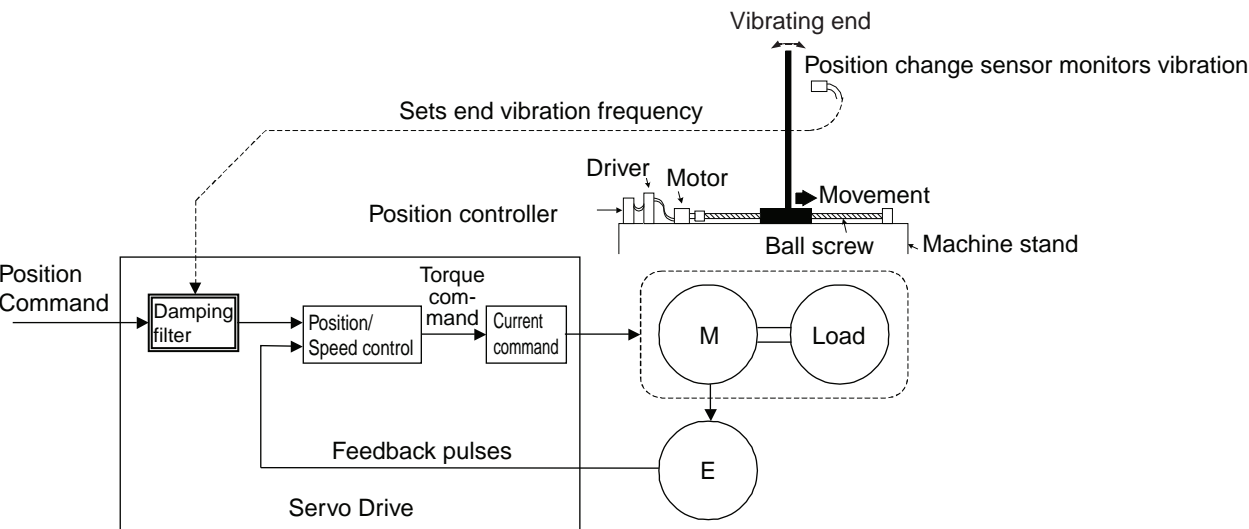 Vibrating end
Position change sensor monitors vibration
Sets end vibration frequency
Driver
Motor
Movement
Position controller
Ball screw
Machine stand
Position
Command
Damping
filter
Position/
Speed control
Torque
com-
mand
Current
command
M
Load
Feedback pulses
E
Servo Drive